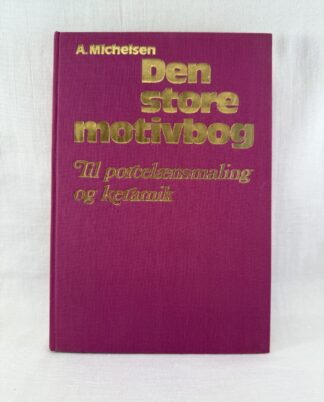 A. Michelsen
Den
store
motivbog
Til porcelænsmaling
og keramik